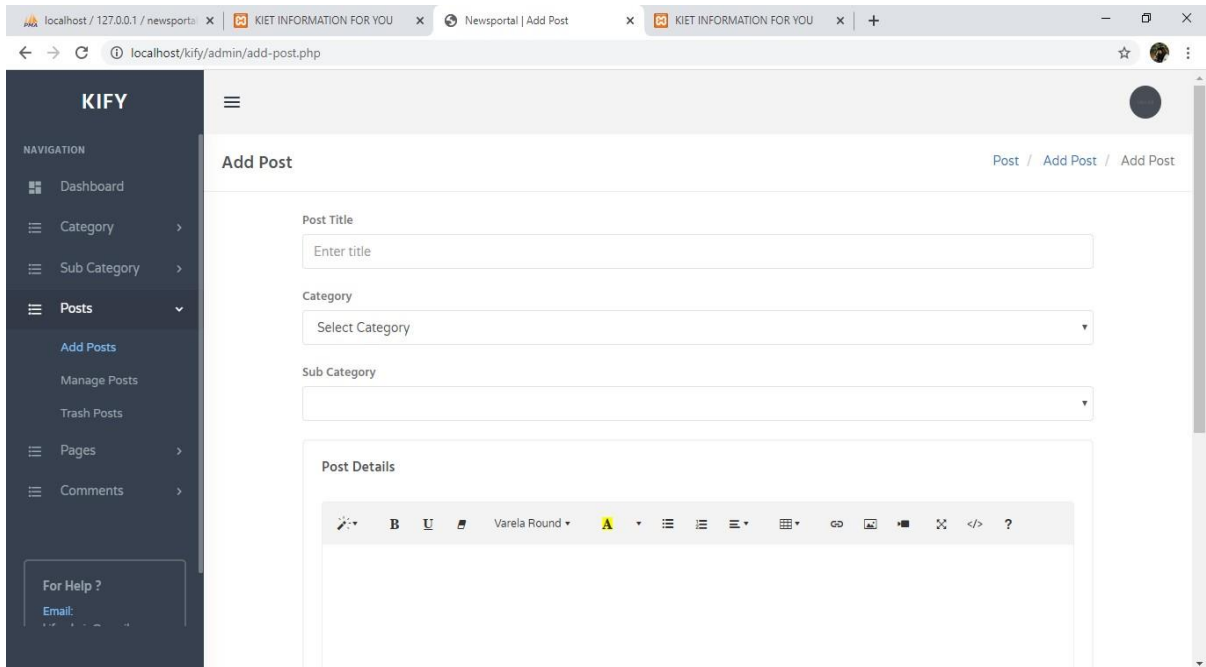 localhost / 127.0.0.1 / newsporta
KIET INFORMATION FOR YOU
Newsportal | Add Post
KIET INFORMATION FOR YOU
localhost/kify/admin/add-post.php
KIFY
NAVIGATION
Dashboard
Category
Sub Category
Posts
Add Posts
Manage Posts
Trash Posts
Pages
Comments
For Help ?
Email:
Add Post
Post / Add Post / Add Post
Post Title
Enter title
Category
Select Category
Sub Category
Post Details
B U Varela Round A </> ?